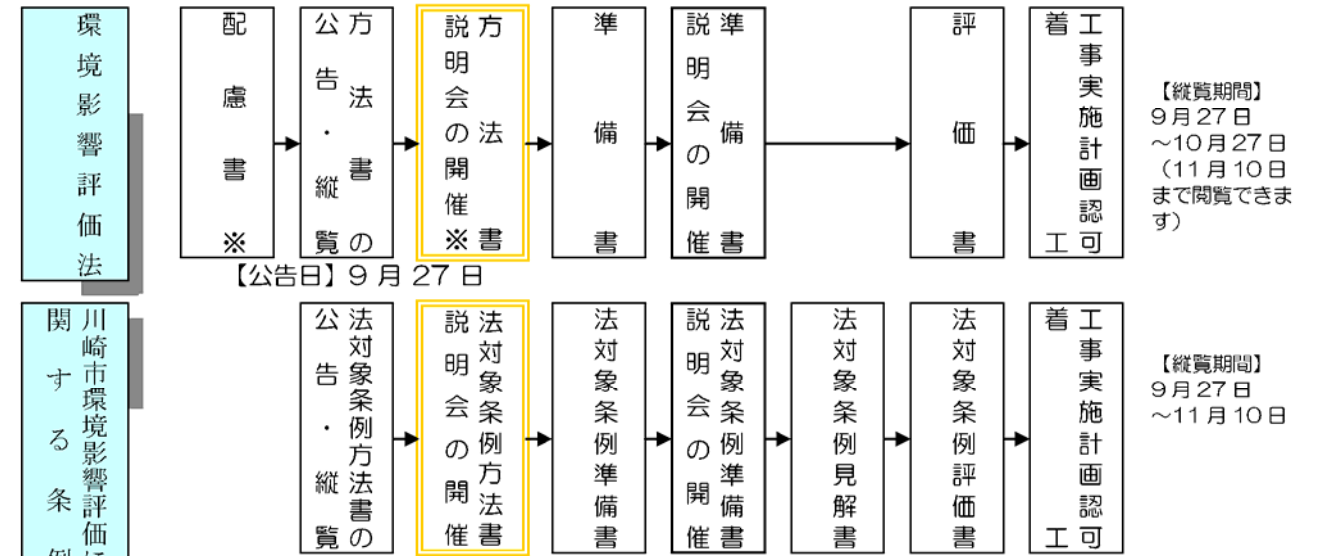 環境影響評価法
配慮書※
方法書の
公告・縦覧
方法書
説明会の開催※
準備書
準備書
説明会の開催
評価書
工事実施計画認可
着工
【縦覧期間】
9月27日
～10月27日
(11月10日
まで閲覧できま
す)
【公告日】9月27日
川崎市環境影響評価に
関する条例
法対象条例方法書の
公告・縦覧
法対象条例方法書
説明会の開催
法対象条例準備書
法対象条例準備書
説明会の開催
法対象条例見解書
法対象条例評価書
工事実施計画認可
着工
【縦覧期間】
9月27日
～11月10日